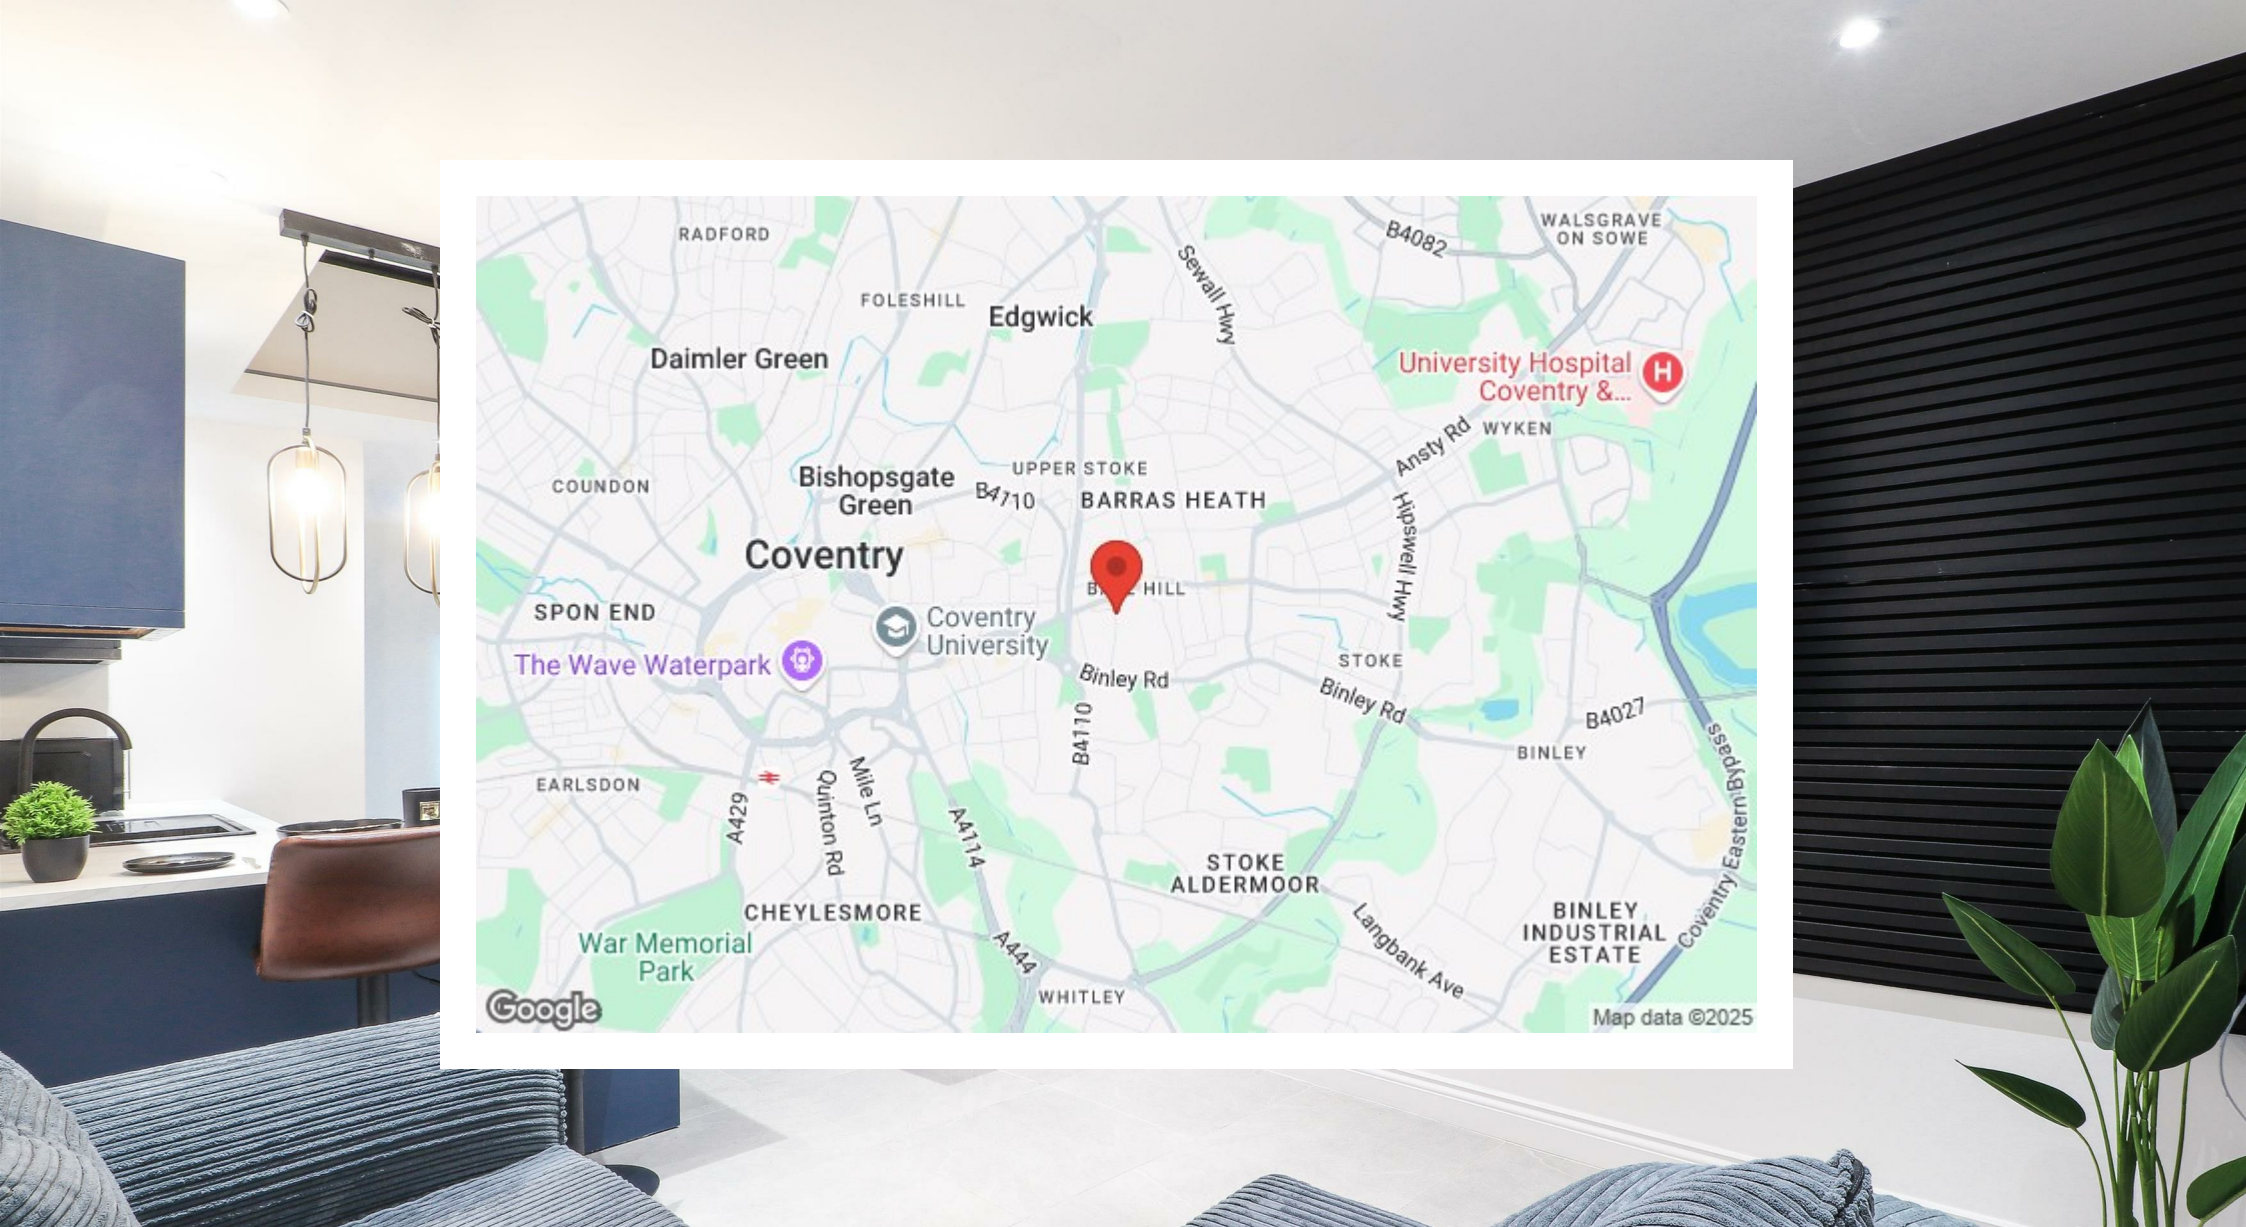 RADFORD
B4082
WALSGRAVE
ON SOWE
Sewall Hwy
FOLESHILL
Edgwick
Daimler Green
University Hospital
Coventry &...
H
Ansty Rd
WYKEN
UPPER STOKE
Bishopsgate
Green
COUNDON
B4710
BARRAS HEATH
Hipswell Hwy
Coventry
HILL
SPON END
Coventry
University
The Wave Waterpark
STOKE
Binley Rd
Binley Rd
B4027
B4110
BINLEY
Coventry Eastern Bypass
EARLSDON
Mile Ln
Quinton Rd
A429
A4114
STOKE
ALDERMOOR
CHEYLESMORE
Langbank Ave
BINLEY
INDUSTRIAL
ESTATE
War Memorial
Park
A444
WHITLEY
Google
Map data ©2025